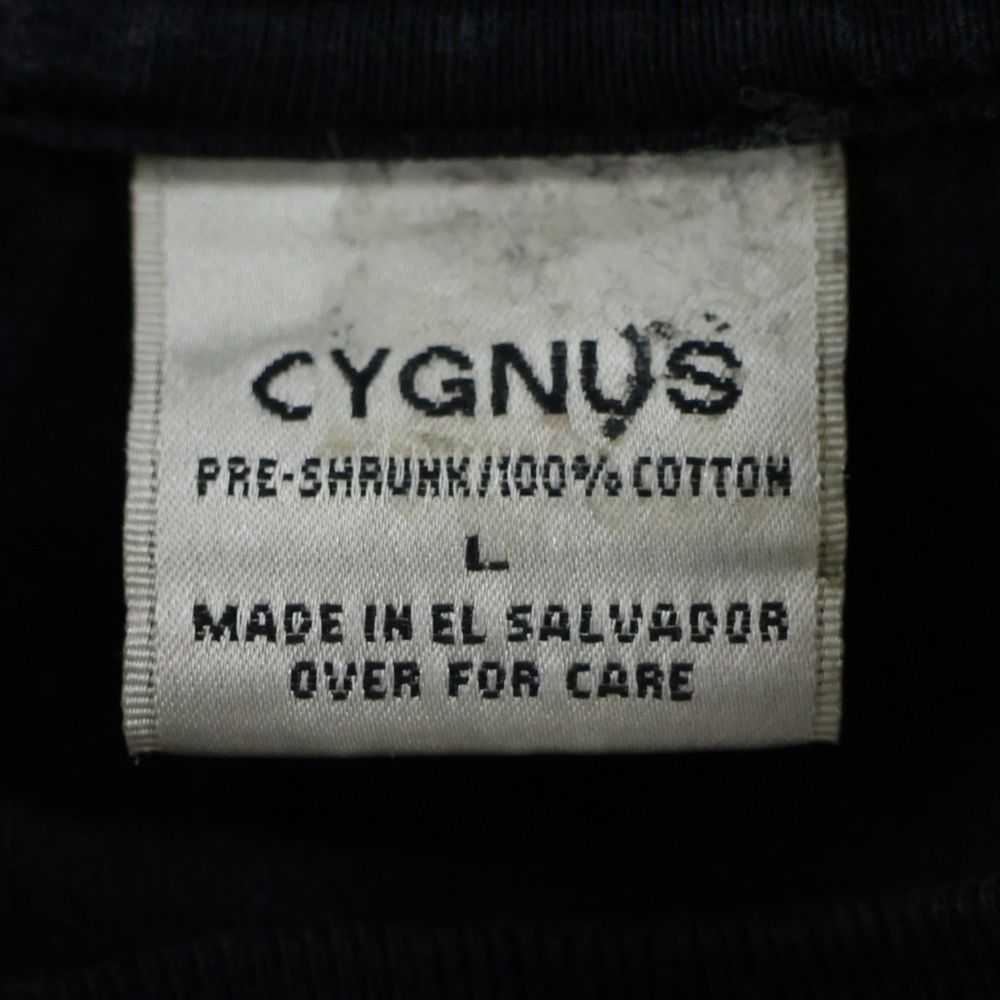 CYGNUS
PRE-SHRUNK/100% COTTON
L
MADE IN EL SALVADOR
OVER FOR CARE